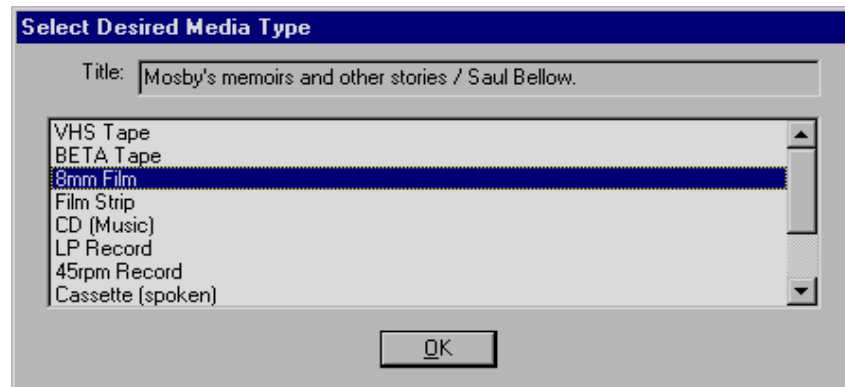 Select Desired Media Type
Title: Mosby's memoirs and other stories / Saul Bellow.
VHS Tape
BETA Tape
8mm Film
Film Strip
CD (Music)
LP Record
45rpm Record
Cassette (spoken)
OK